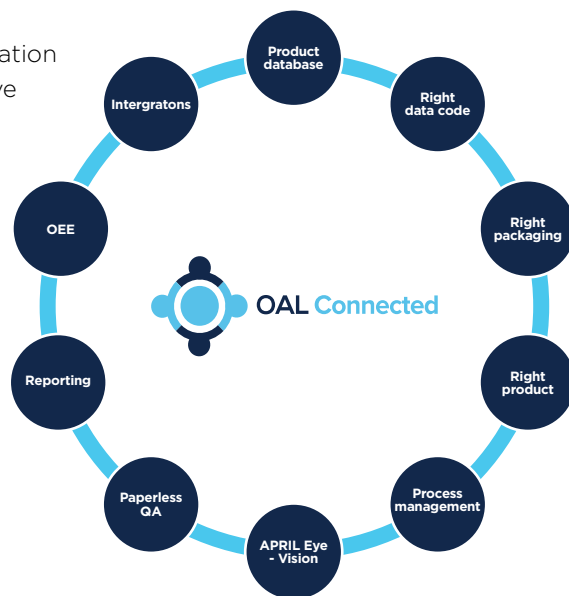 ation
ve
Product
database
Right
data code
Right
packaging
Right
product
Process
management
APRIL Eye
- Vision
Paperless
QA
Reporting
OEE
Intergratons
OAL Connected